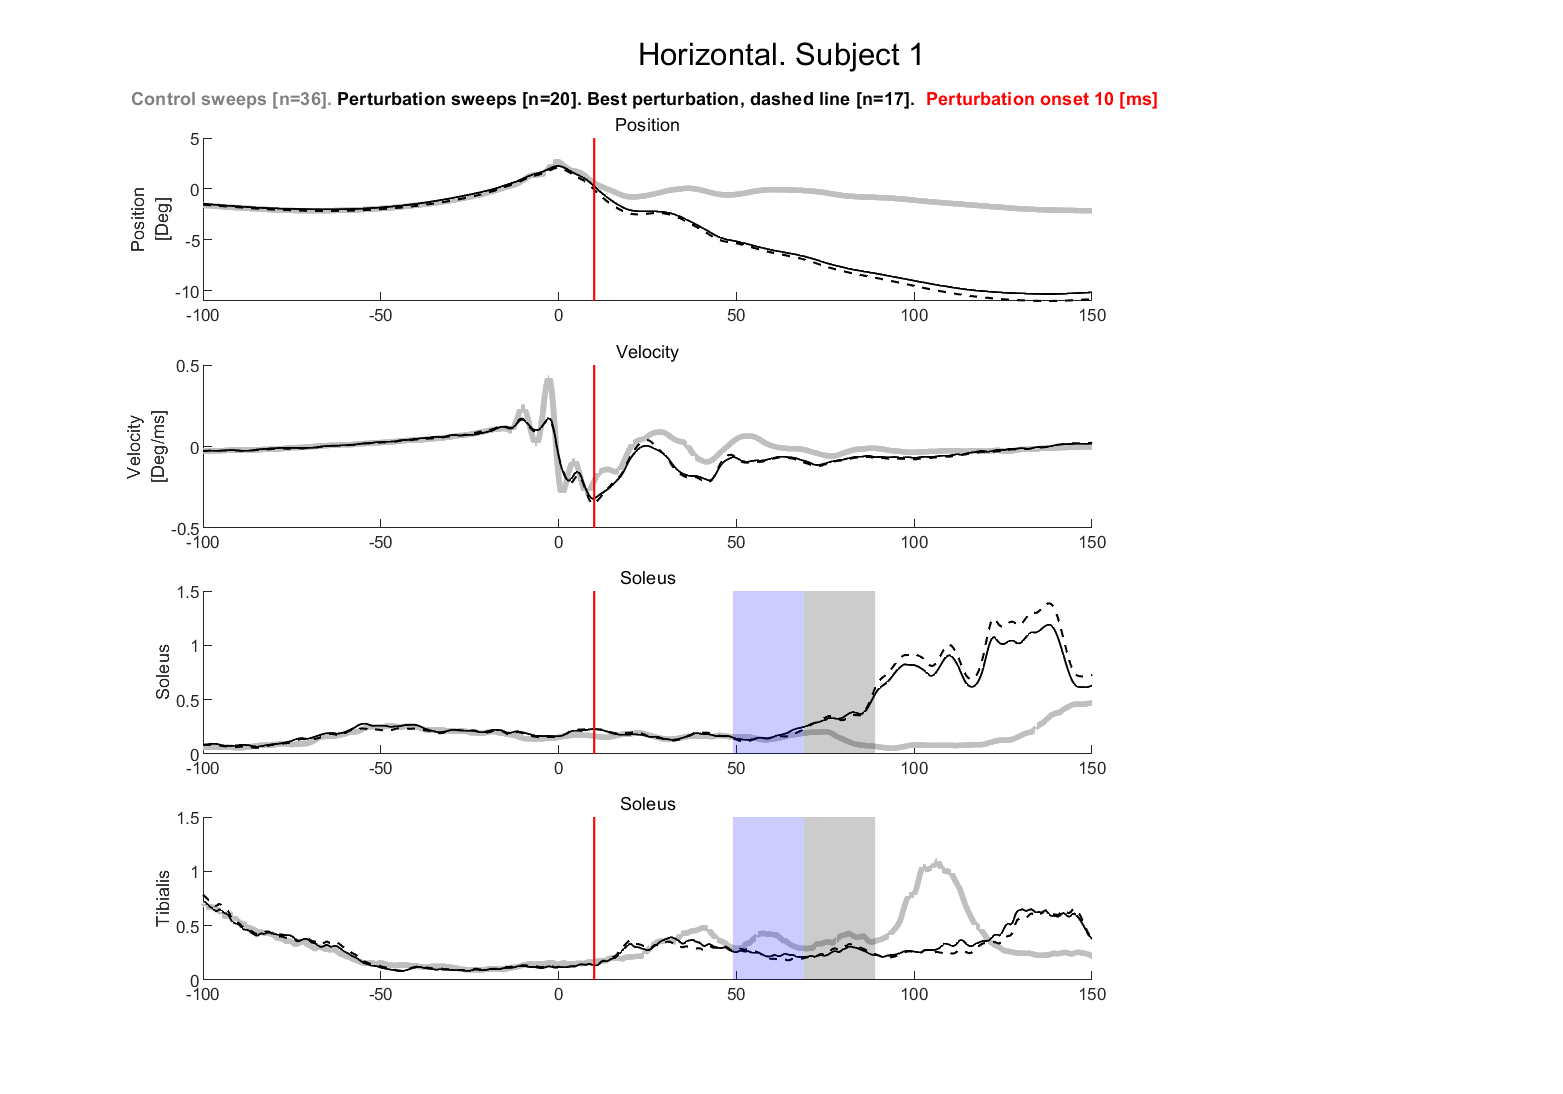 Horizontal. Subject 1
Control sweeps [n=36]. Perturbation sweeps [n=20]. Best perturbation, dashed line [n=17]. Perturbation onset 10 [ms]
Position
Position
[Deg]
5
0
-5
-10
-100 -50 0 50 100 150
Velocity
Velocity
[Deg/ms]
0.5
0
-0.5
-100 -50 0 50 100 150
Soleus
Soleus
1.5
1
0.5
0
-100 -50 0 50 100 150
Soleus
Tibialis
1.5
1
0.5
0
-100 -50 0 50 100 150